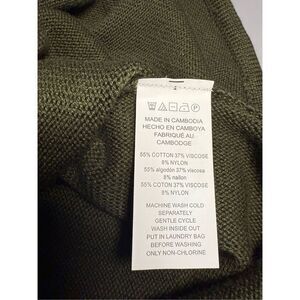 MADE IN CAMBODIA
HECHO EN CAMBOYA
FABRIQUÉ AU
CAMBODGE
55% COTTON 37% VISCOSE
8% NYLON
55% algodón 37% viscosa
8% nailon
55% COTTON 37% VISCOSE
8% NYLON
MACHINE WASH COLD
SEPARATELY
GENTLE CYCLE
WASH INSIDE OUT
PUT IN LAUNDRY BAG
BEFORE WASHING
ONLY NON-CHLORINE